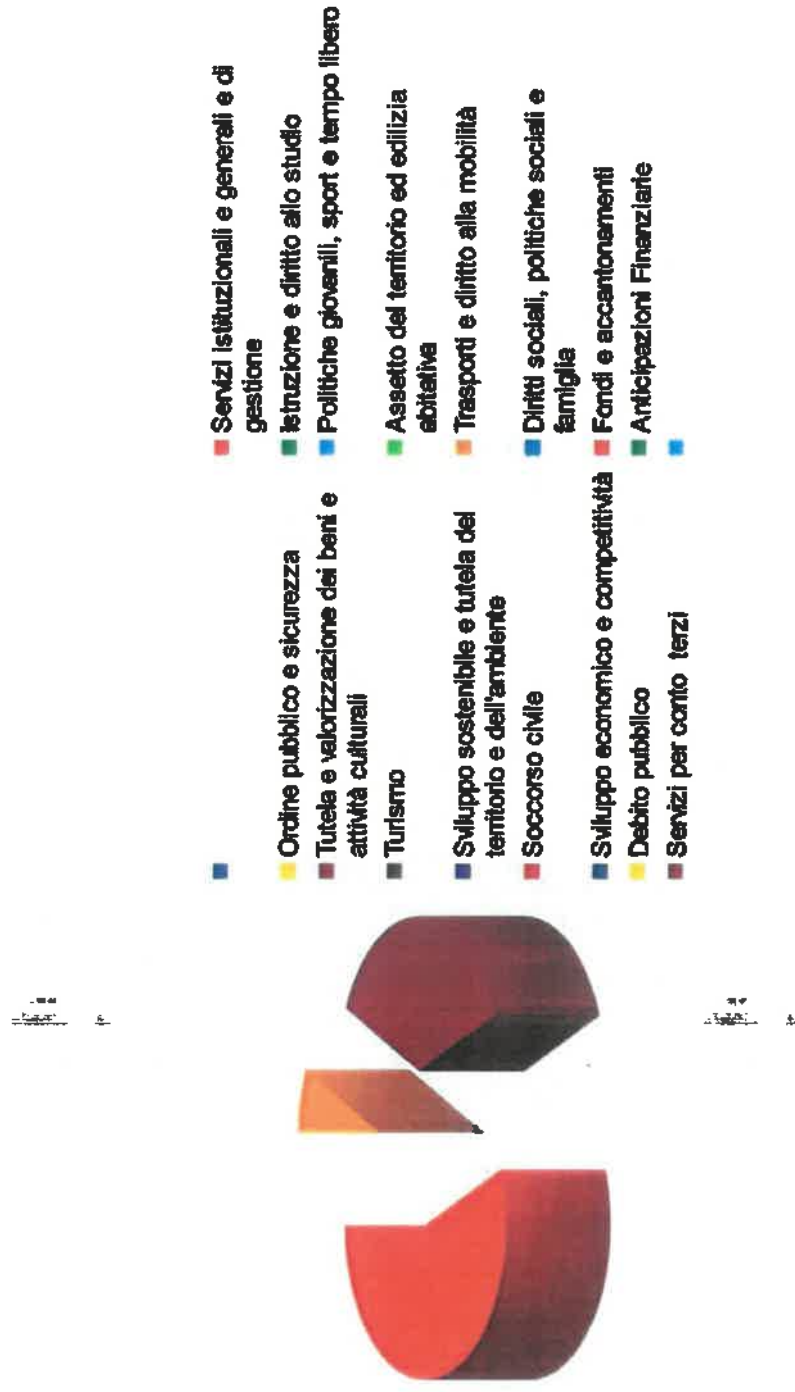 Servizi istituzionali e generali e di
gestione
Ordine pubblico e sicurezza
Istruzione e diritto allo studio
Tutela e valorizzazione dei beni e
attività culturali
Politiche giovanili, sport e tempo libero
Turismo
Assetto del territorio ed edilizia
abitativa
Sviluppo sostenibile e tutela del
territorio e dell'ambiente
Trasporti e diritto alla mobilità
Soccorso civile
Diritti sociali, politiche sociali e
famiglia
Sviluppo economico e competitività
Fondi e accantonamenti
Debito pubblico
Anticipazioni Finanziarie
Servizi per conto terzi